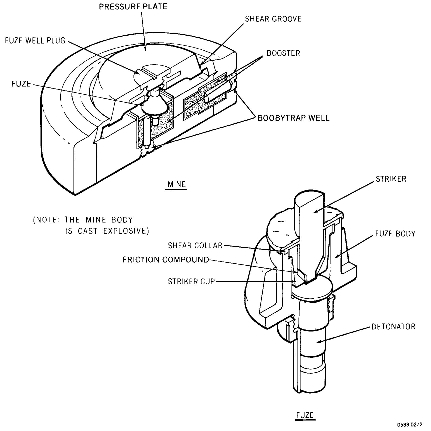 PRESSURE PLATE
SHEAR GROOVE
FUZE WELL PLUG
BOOSTER
FUZE
BOOBYTRAP WELL
MINE
(NOTE: THE MINE BODY
IS CAST EXPLOSIVE)
STRIKER
FUZE BODY
SHEAR COLLAR
FRICTION COMPOUND
STRIKER CUP
DETONATOR
FUZE